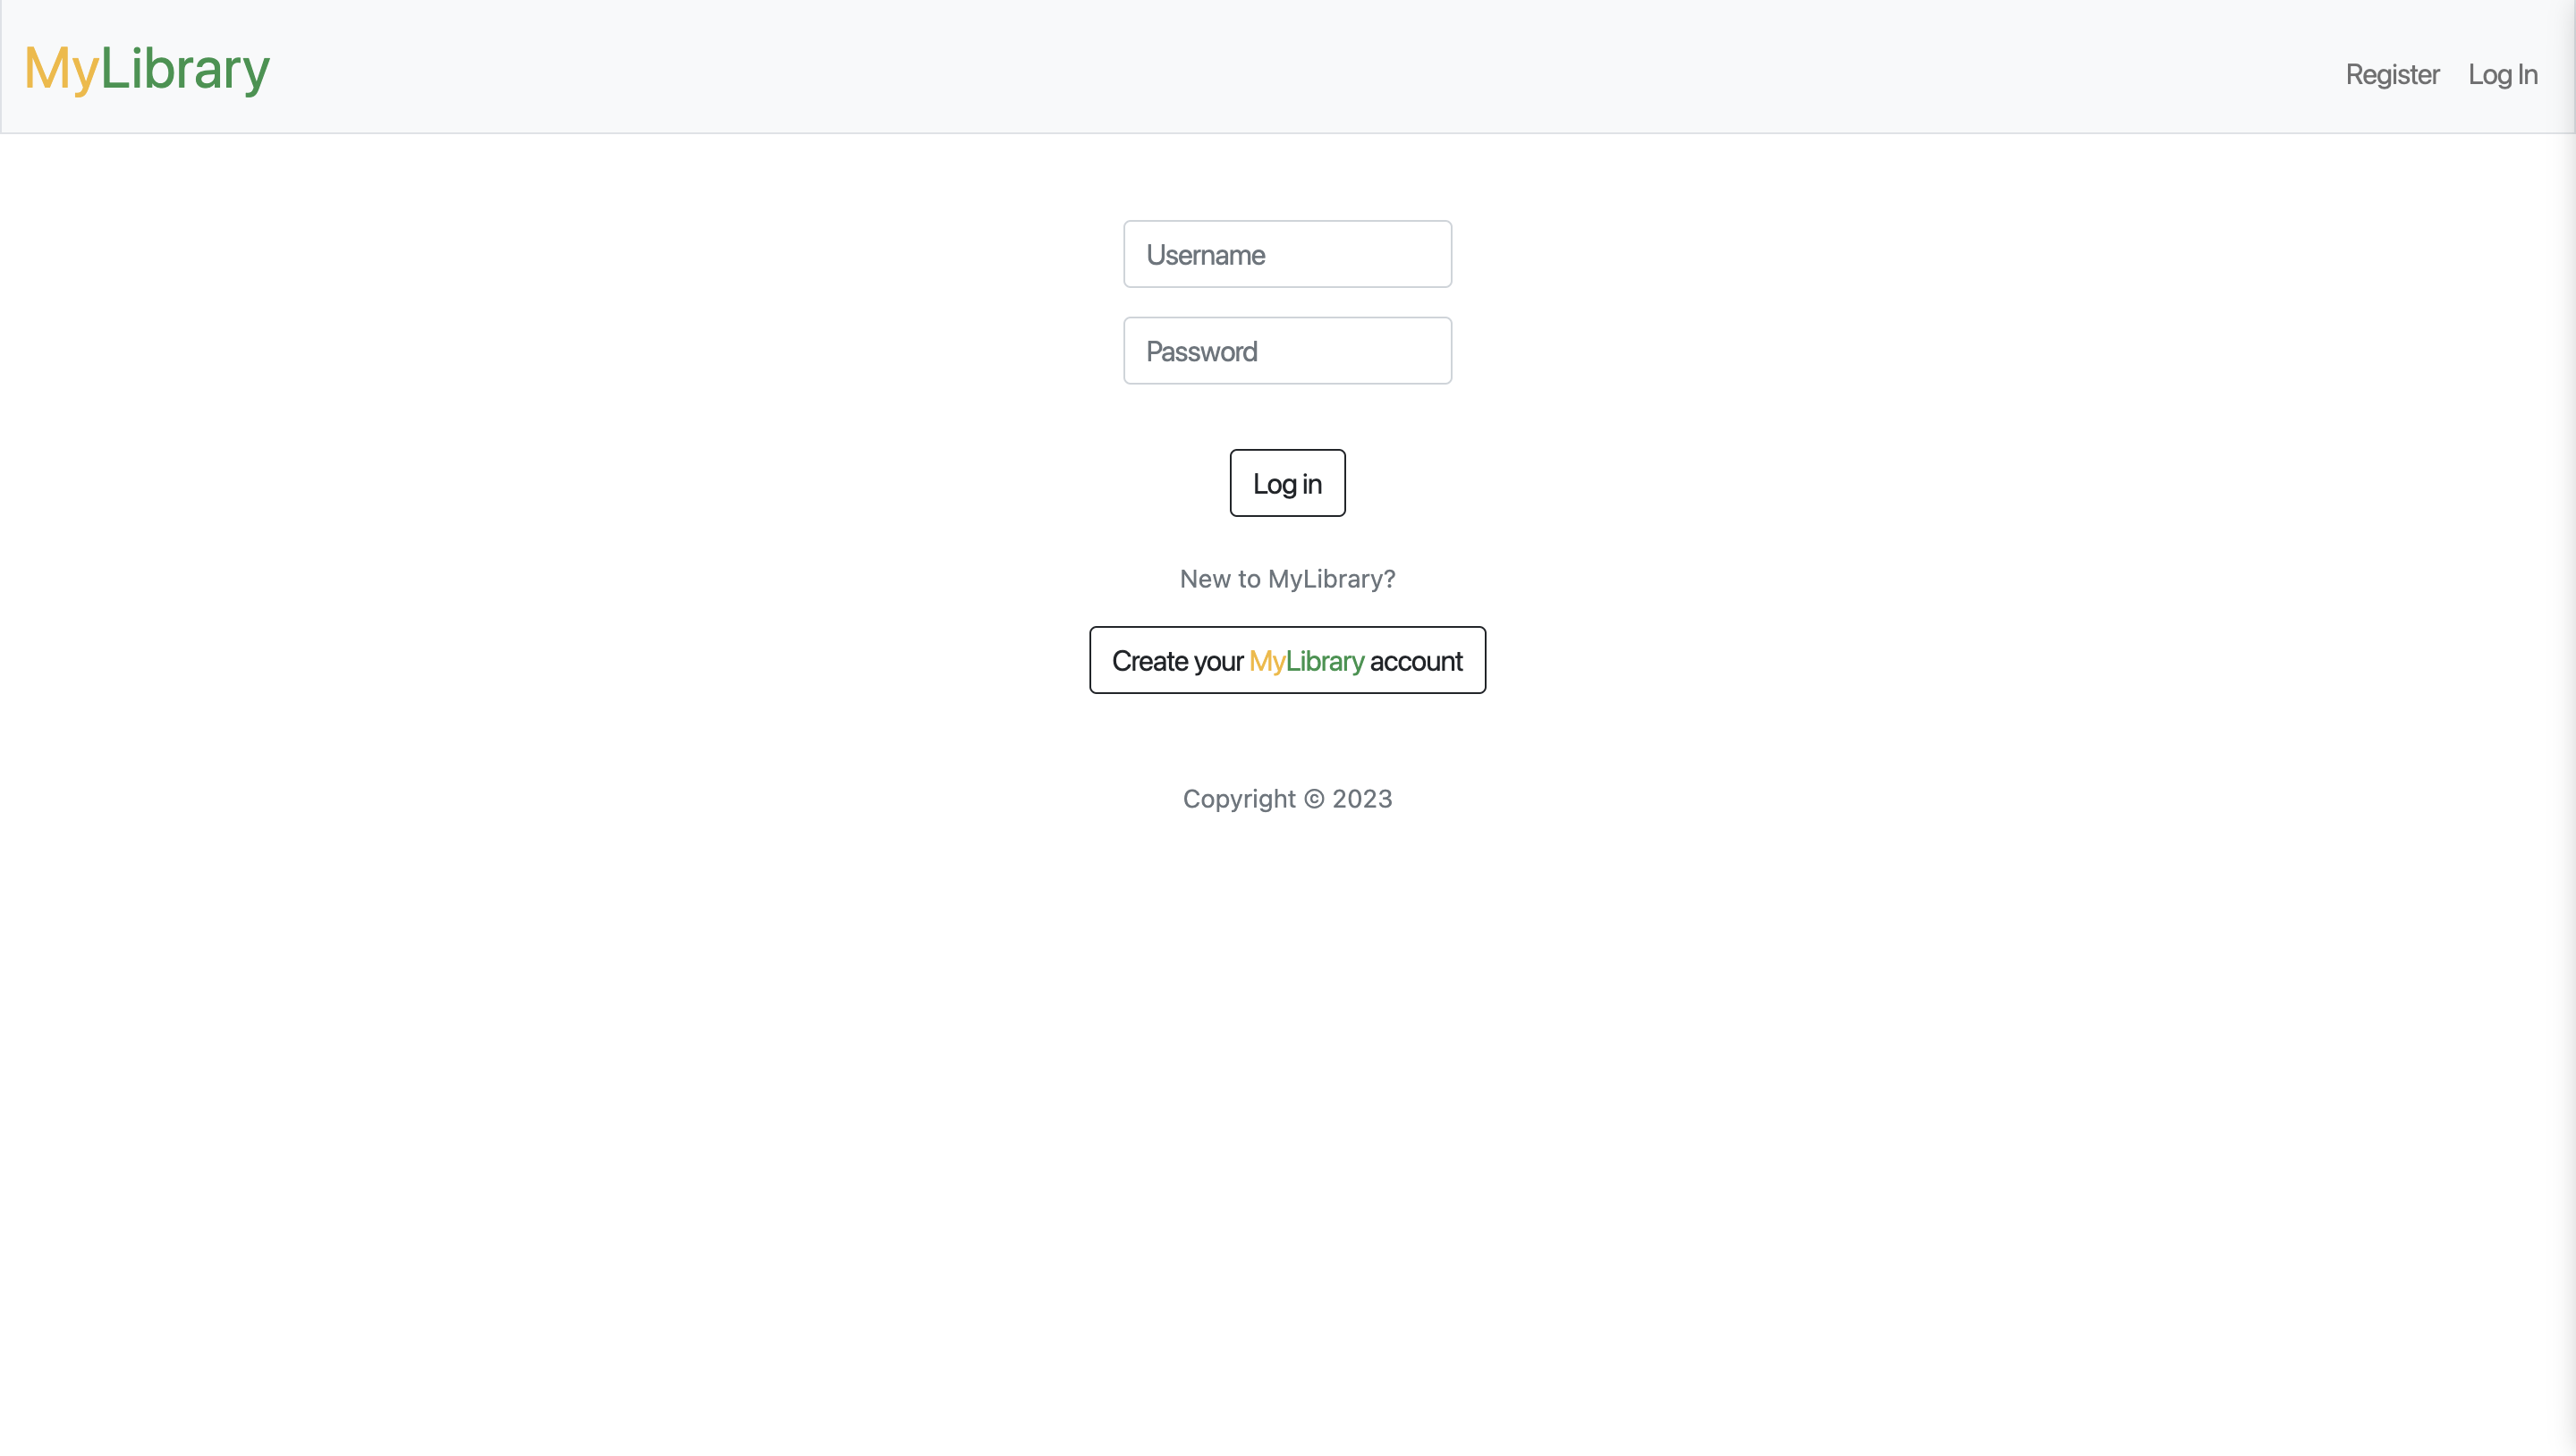 MyLibrary
Register Log In
Username
Password
Log in
New to MyLibrary?
Create your MyLibrary account
Copyright © 2023